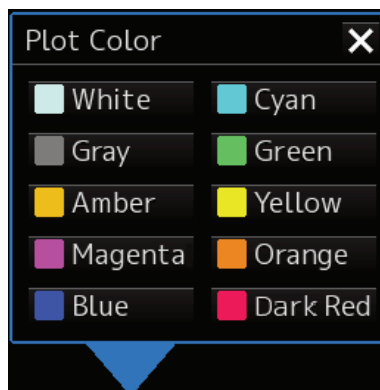 Plot Color
White Cyan
Gray Green
Amber Yellow
Magenta Orange
Blue Dark Red